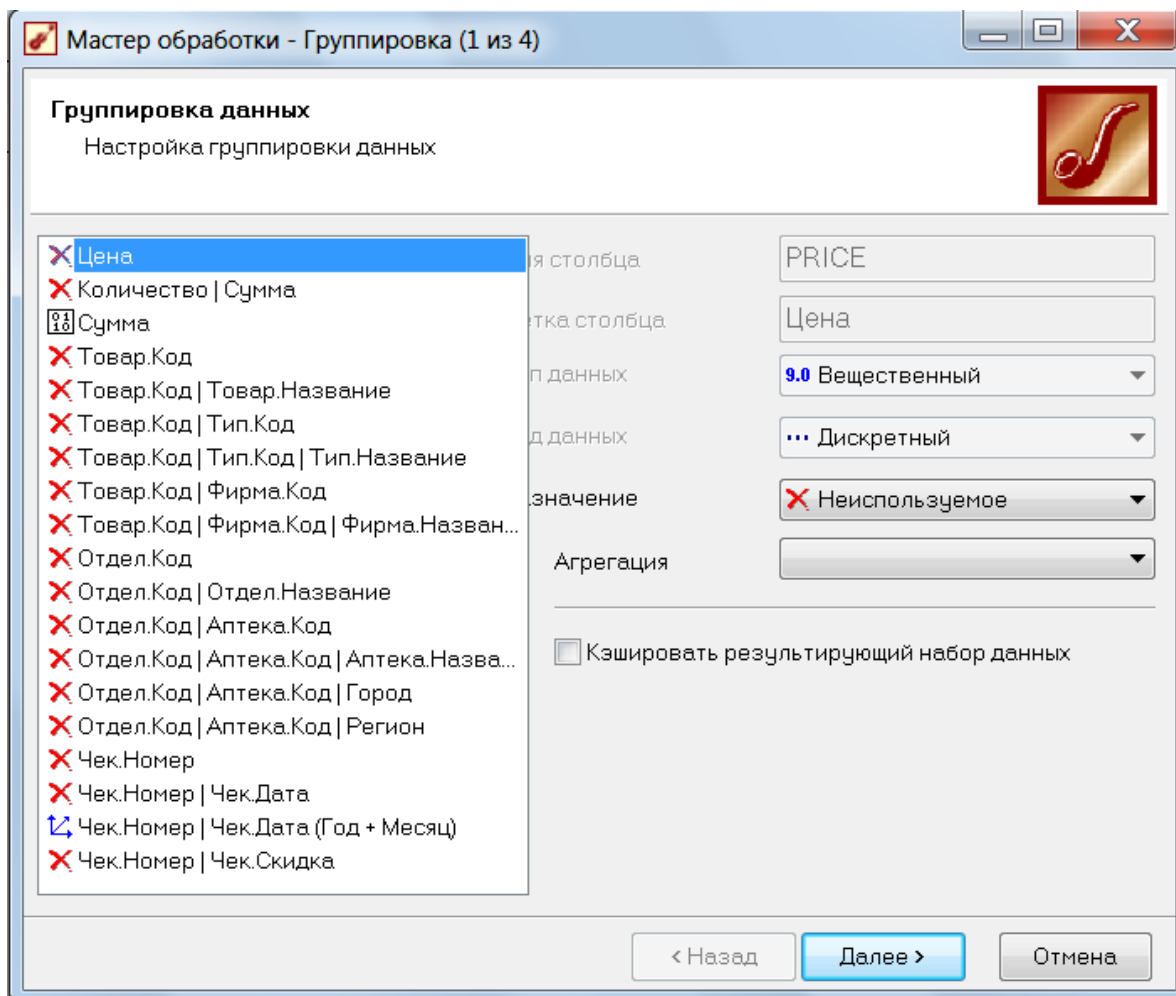 Мастер обработки - Группировка (1 из 4)
Группировка данных
Настройка группировки данных
Цена
Количество | Сумма
Сумма
Товар.Код
Товар.Код | Товар.Название
Товар.Код | Тип.Код
Товар.Код | Тип.Код | Тип.Название
Товар.Код | Фирма.Код
Товар.Код | Фирма.Код | Фирма.Назван...
Отдел.Код
Отдел.Код | Отдел.Название
Отдел.Код | Аптека.Код
Отдел.Код | Аптека.Код | Аптека.Назва...
Отдел.Код | Аптека.Код | Город
Отдел.Код | Аптека.Код | Регион
Чек.Номер
Чек.Номер | Чек.Дата
Чек.Номер | Чек.Дата (Год + Месяц)
Чек.Номер | Чек.Скидка
я столбца
PRICE
тка столбца
Цена
п данных
9.0 Вещественный
д данных
Дискретный
значение
Неиспользуемое
Агрегация
Кэшировать результирующий набор данных
< Назад
Далее >
Отмена